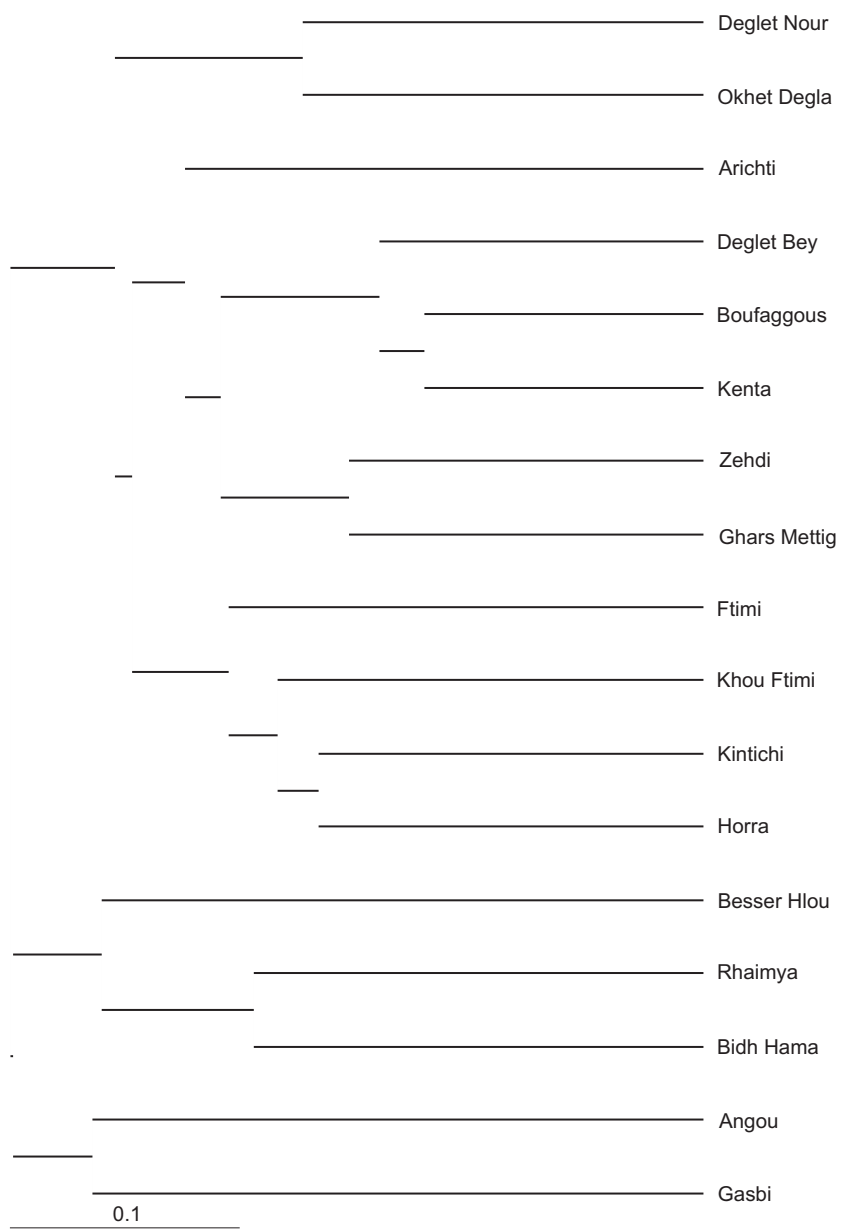 Deglet Nour
Okhet Degla
Arichti
Deglet Bey
Boufaggous
Kenta
Zehdi
Ghars Mettig
Ftimi
Khou Ftimi
Kintichi
Horra
Besser Hlou
Rhaimya
Bidh Hama
Angou
Gasbi
0.1